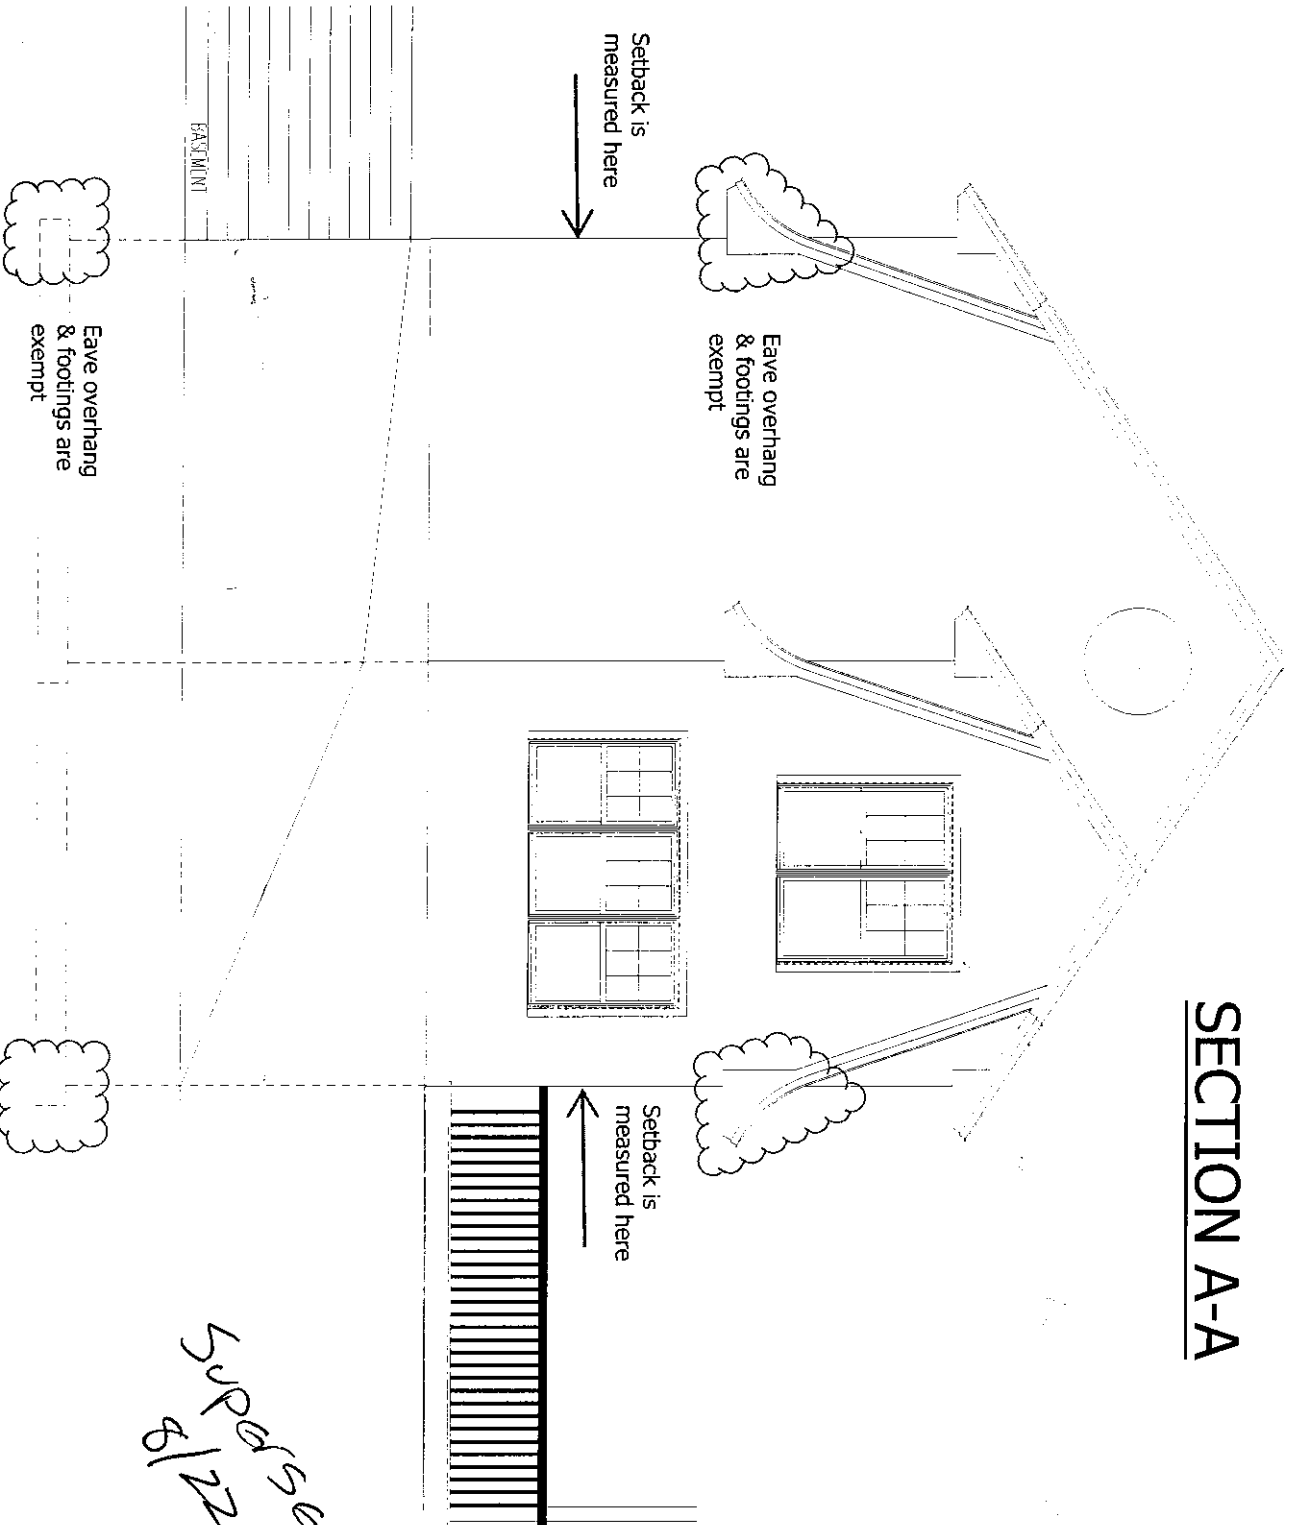 SECTION A-A
Eave overhang
& footings are
exempt
Setback is
measured here
Setback is
measured here
BASEMENT
Eave overhang
& footings are
exempt
8/22